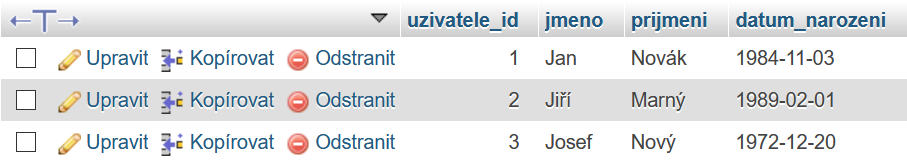 uzivatele_id jmeno prijmeni datum_narozeni
Upravit Kopírovat Odstranit 1 Jan Novák 1984-11-03
Upravit Kopírovat Odstranit 2 Jiří Marný 1989-02-01
Upravit Kopírovat Odstranit 3 Josef Nový 1972-12-20